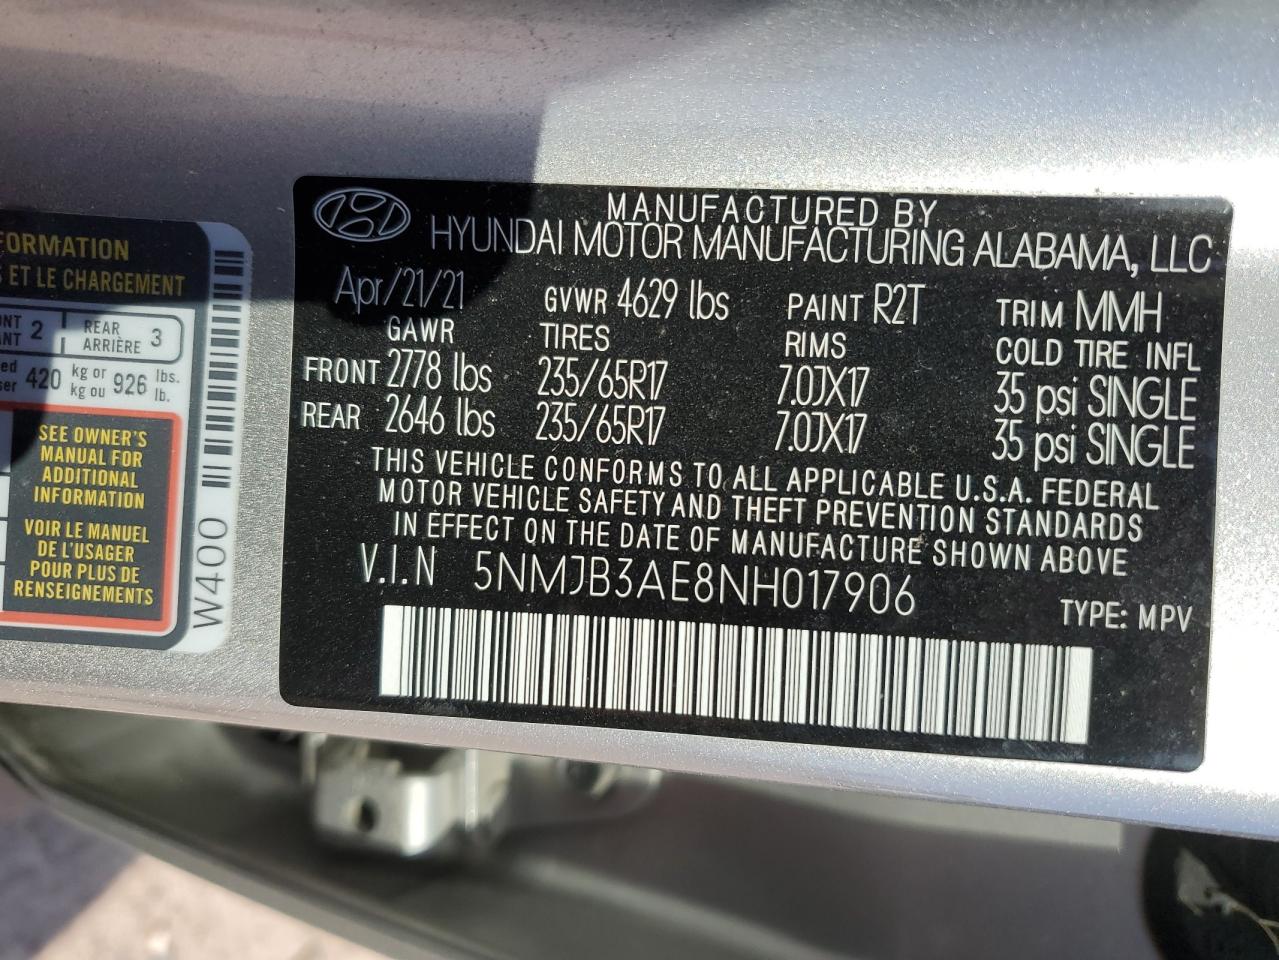 FORMATION
ET LE CHARGEMENT
2 REAR 3
ARRIÈRE
420 kg or 926 lbs.
kg ou lb.
SEE OWNER'S
MANUAL FOR
ADDITIONAL
INFORMATION
VOIR LE MANUEL
DE L'USAGER
POUR PLUS DE
RENSEIGNEMENTS
W400
MANUFACTURED BY
HYUNDAI MOTOR MANUFACTURING ALABAMA, LLC
Apr/21/21 GVWR 4629 lbs PAINT R2T TRIM MMH
GAWR TIRES RIMS COLD TIRE INFL
FRONT 2778 lbs 235/65R17 7.0JX17 35 psi SINGLE
REAR 2646 lbs 235/65R17 7.0JX17 35 psi SINGLE
THIS VEHICLE CONFORMS TO ALL APPLICABLE U.S.A. FEDERAL
MOTOR VEHICLE SAFETY AND THEFT PREVENTION STANDARDS
IN EFFECT ON THE DATE OF MANUFACTURE SHOWN ABOVE
V.I.N 5NMJB3AE8NH017906
TYPE: MPV